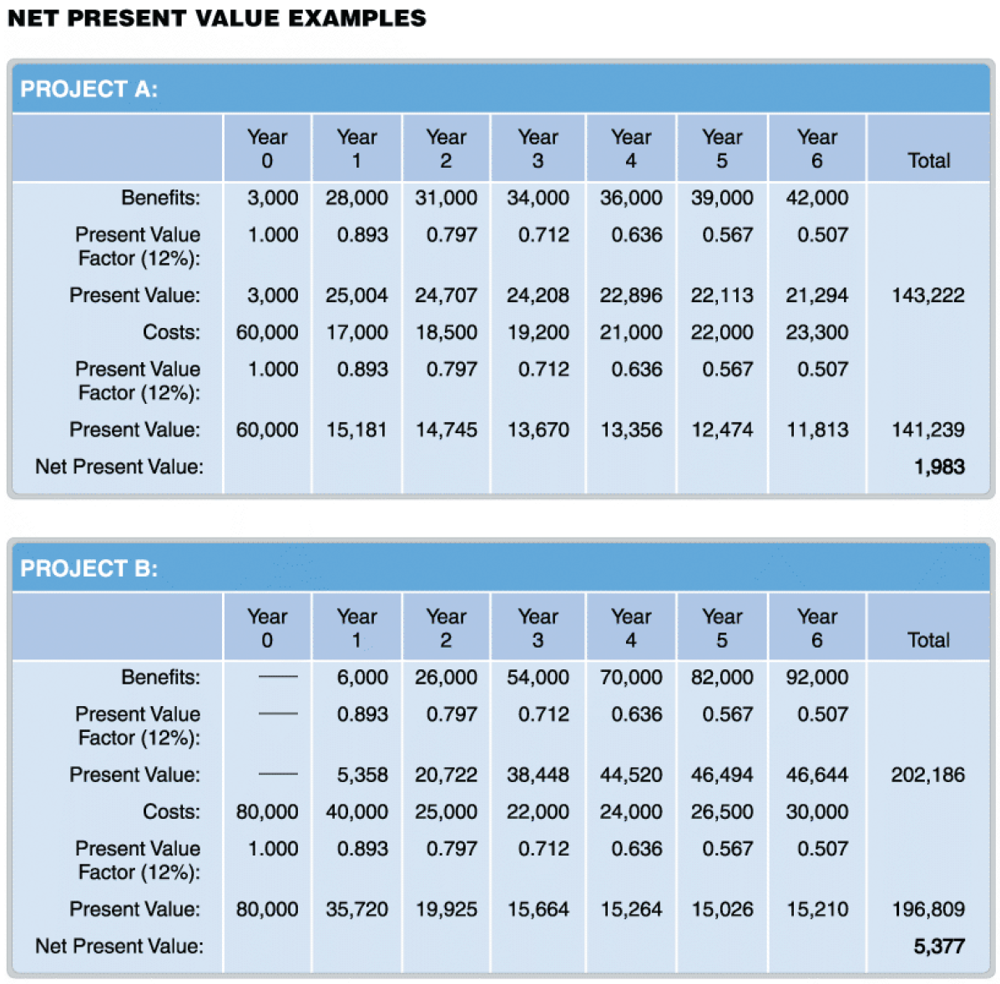 NET PRESENT VALUE EXAMPLES
PROJECT A:
Year 0 Year 1 Year 2 Year 3 Year 4 Year 5 Year 6 Total
Benefits: 3,000 28,000 31,000 34,000 36,000 39,000 42,000
Present Value Factor (12%): 1.000 0.893 0.797 0.712 0.636 0.567 0.507
Present Value: 3,000 25,004 24,707 24,208 22,896 22,113 21,294 143,222
Costs: 60,000 17,000 18,500 19,200 21,000 22,000 23,300
Present Value Factor (12%): 1.000 0.893 0.797 0.712 0.636 0.567 0.507
Present Value: 60,000 15,181 14,745 13,670 13,356 12,474 11,813 141,239
Net Present Value: 1,983
PROJECT B:
Year 0 Year 1 Year 2 Year 3 Year 4 Year 5 Year 6 Total
Benefits: — 6,000 26,000 54,000 70,000 82,000 92,000
Present Value Factor (12%): — 0.893 0.797 0.712 0.636 0.567 0.507
Present Value: — 5,358 20,722 38,448 44,520 46,494 46,644 202,186
Costs: 80,000 40,000 25,000 22,000 24,000 26,500 30,000
Present Value Factor (12%): 1.000 0.893 0.797 0.712 0.636 0.567 0.507
Present Value: 80,000 35,720 19,925 15,664 15,264 15,026 15,210 196,809
Net Present Value: 5,377